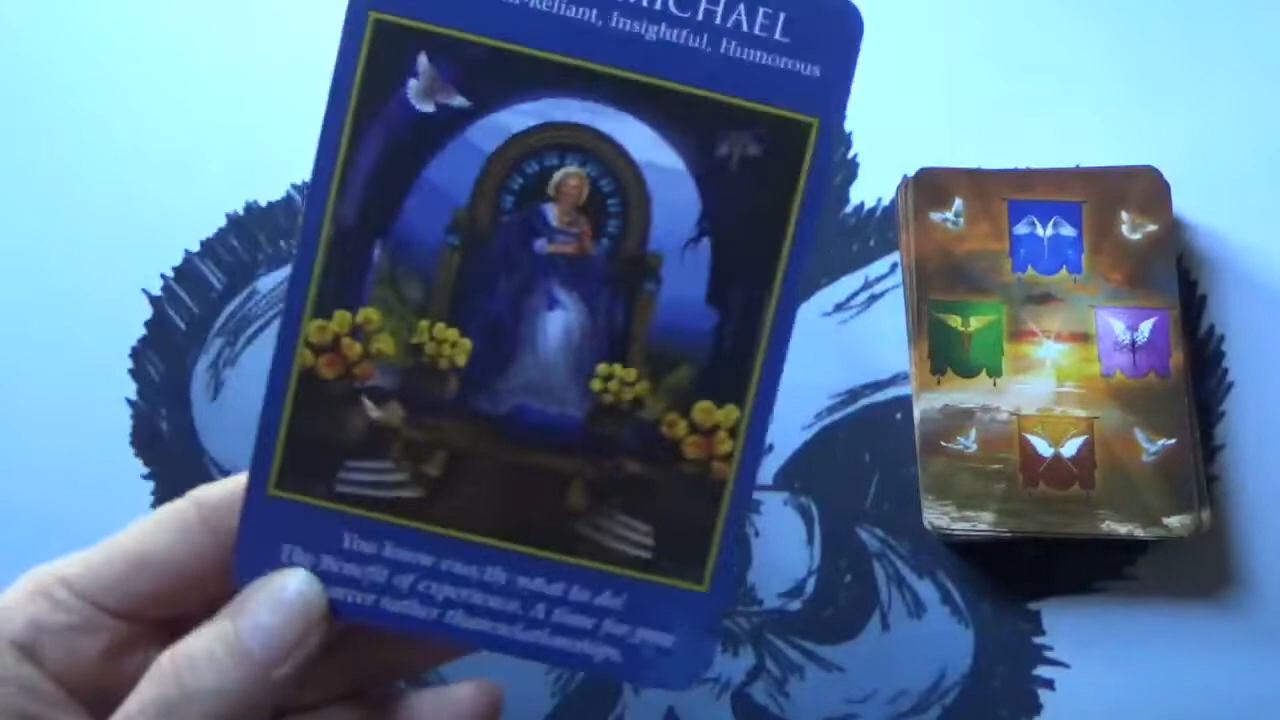 MICHAEL
-Reliant, Insightful, Humorous
You know exactly what to do!
The Benefit of experience. A time for your
career rather than relationships.